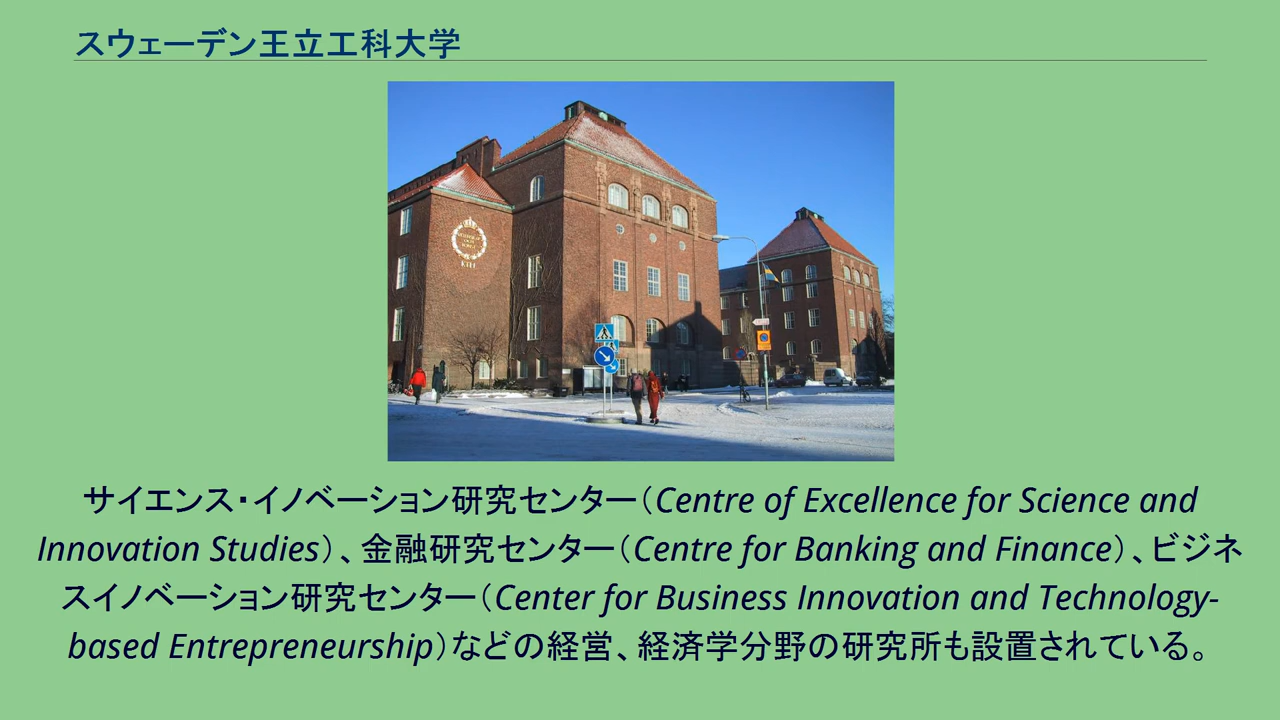 スウェーデン王立工科大学
KTH
サイエンス・イノベーション研究センター（Centre of Excellence for Science and
Innovation Studies）、金融研究センター（Centre for Banking and Finance）、ビジネ
スイノベーション研究センター（Center for Business Innovation and Technology-
based Entrepreneurship）などの経営、経済学分野の研究所も設置されている。